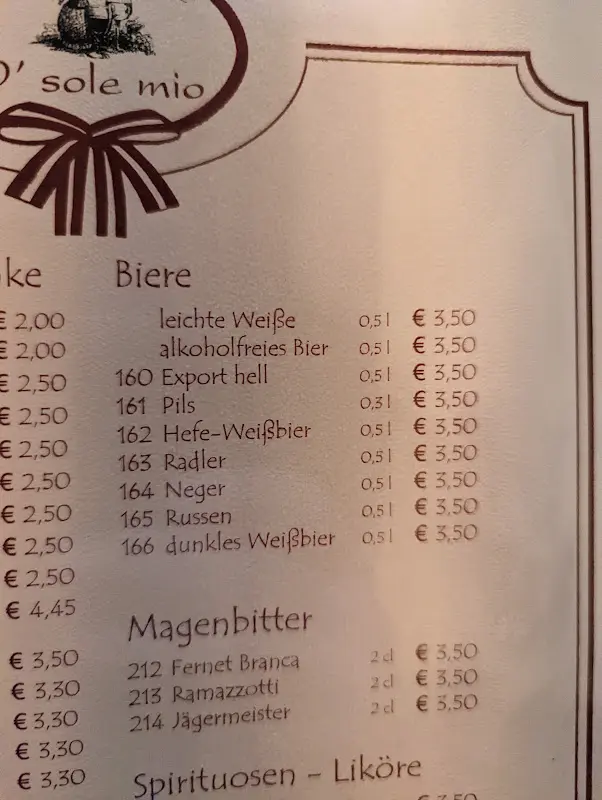 O' sole mio
ke
€ 2,00
€ 2,00
€ 2,50
€ 2,50
€ 2,50
€ 2,50
€ 2,50
€ 2,50
€ 2,50
€ 4,45
€ 3,50
€ 3,30
€ 3,30
€ 3,30
€ 3,30
Biere
leichte Weiße 0,5 l € 3,50
alkoholfreies Bier 0,5 l € 3,50
160 Export hell 0,5 l € 3,50
161 Pils 0,3 l € 3,50
162 Hefe-Weißbier 0,5 l € 3,50
163 Radler 0,5 l € 3,50
164 Neger 0,5 l € 3,50
165 Russen 0,5 l € 3,50
166 dunkles Weißbier 0,5 l € 3,50
Magenbitter
212 Fernet Branca 2 cl € 3,50
213 Ramazzotti 2 cl € 3,50
214 Jägermeister 2 cl € 3,50
Spirituosen - Liköre